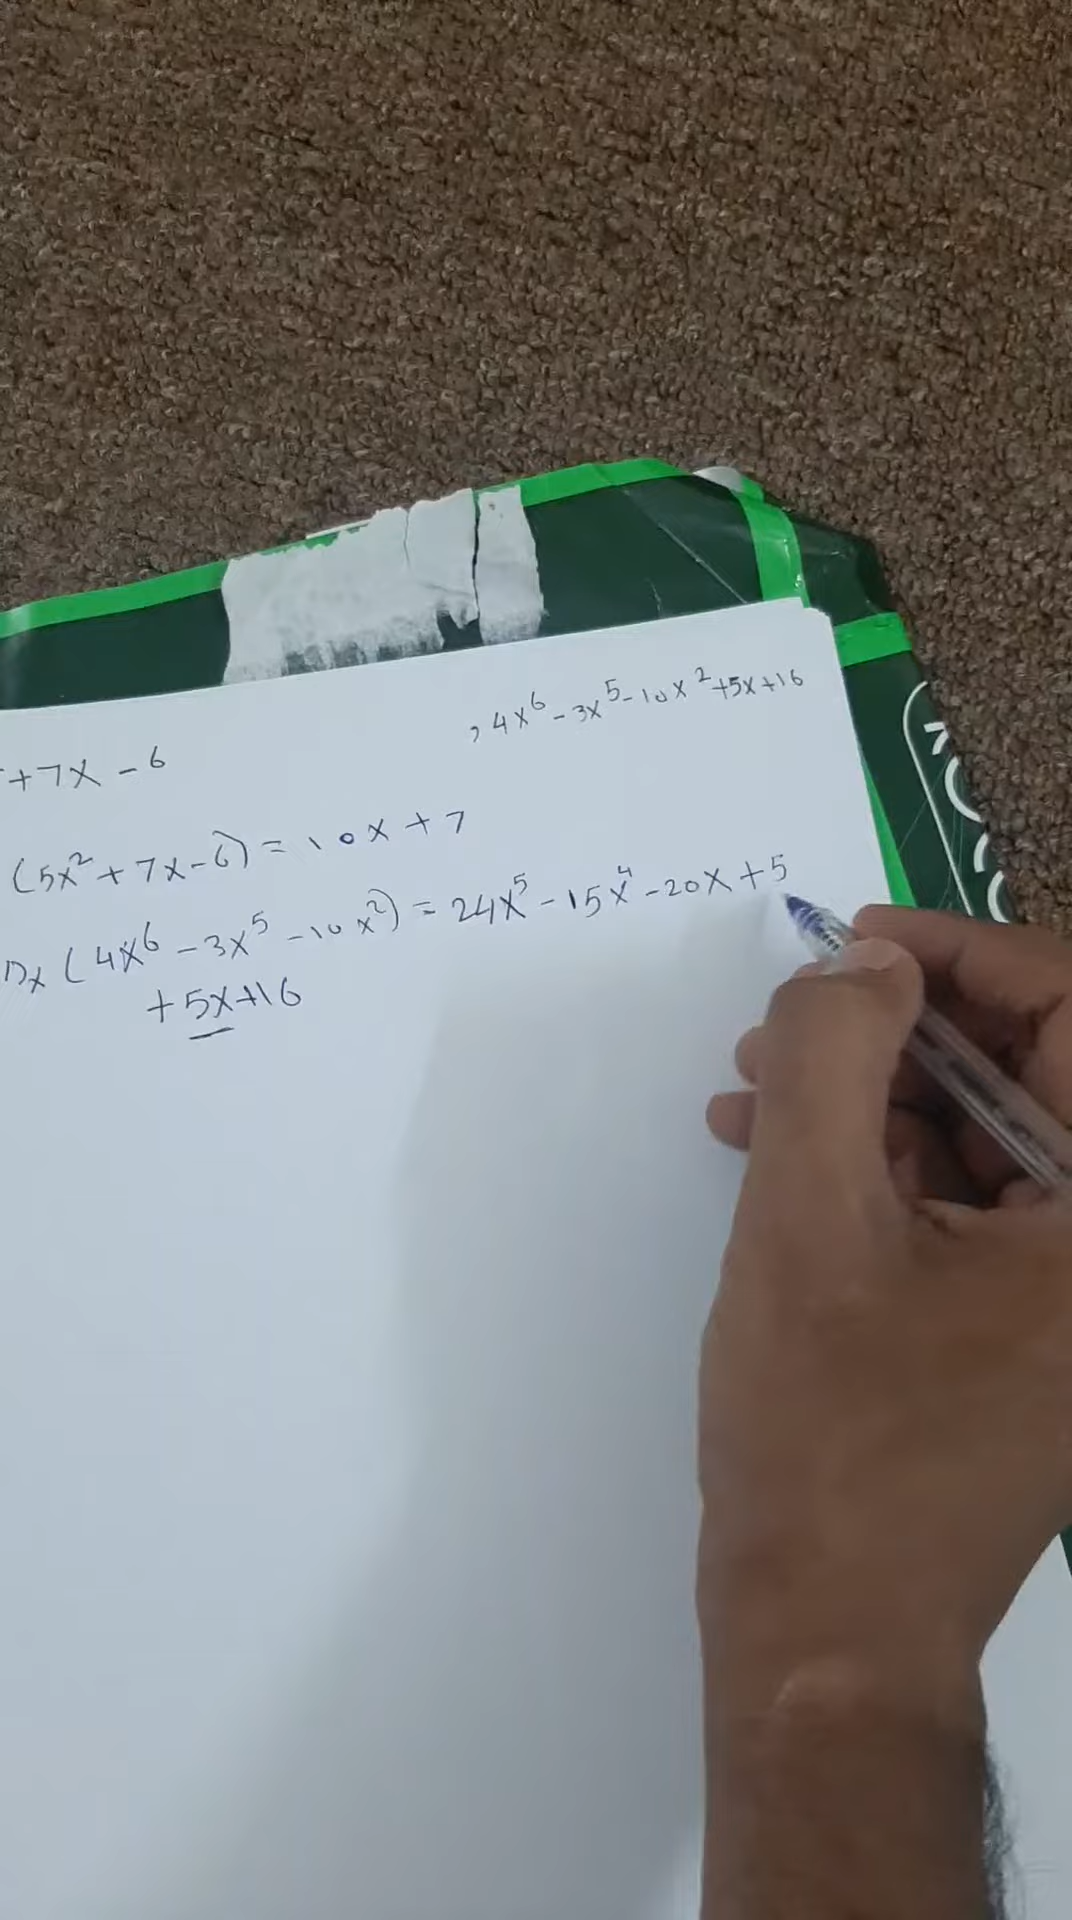 , 4x⁶ - 3x⁵ - 10x² + 5x + 16
+ 7x - 6
(5x² + 7x - 6) = 10x + 7
Dx (4x⁶ - 3x⁵ - 10x²) = 24x⁵ - 15x⁴ - 20x + 5
+ 5x + 16